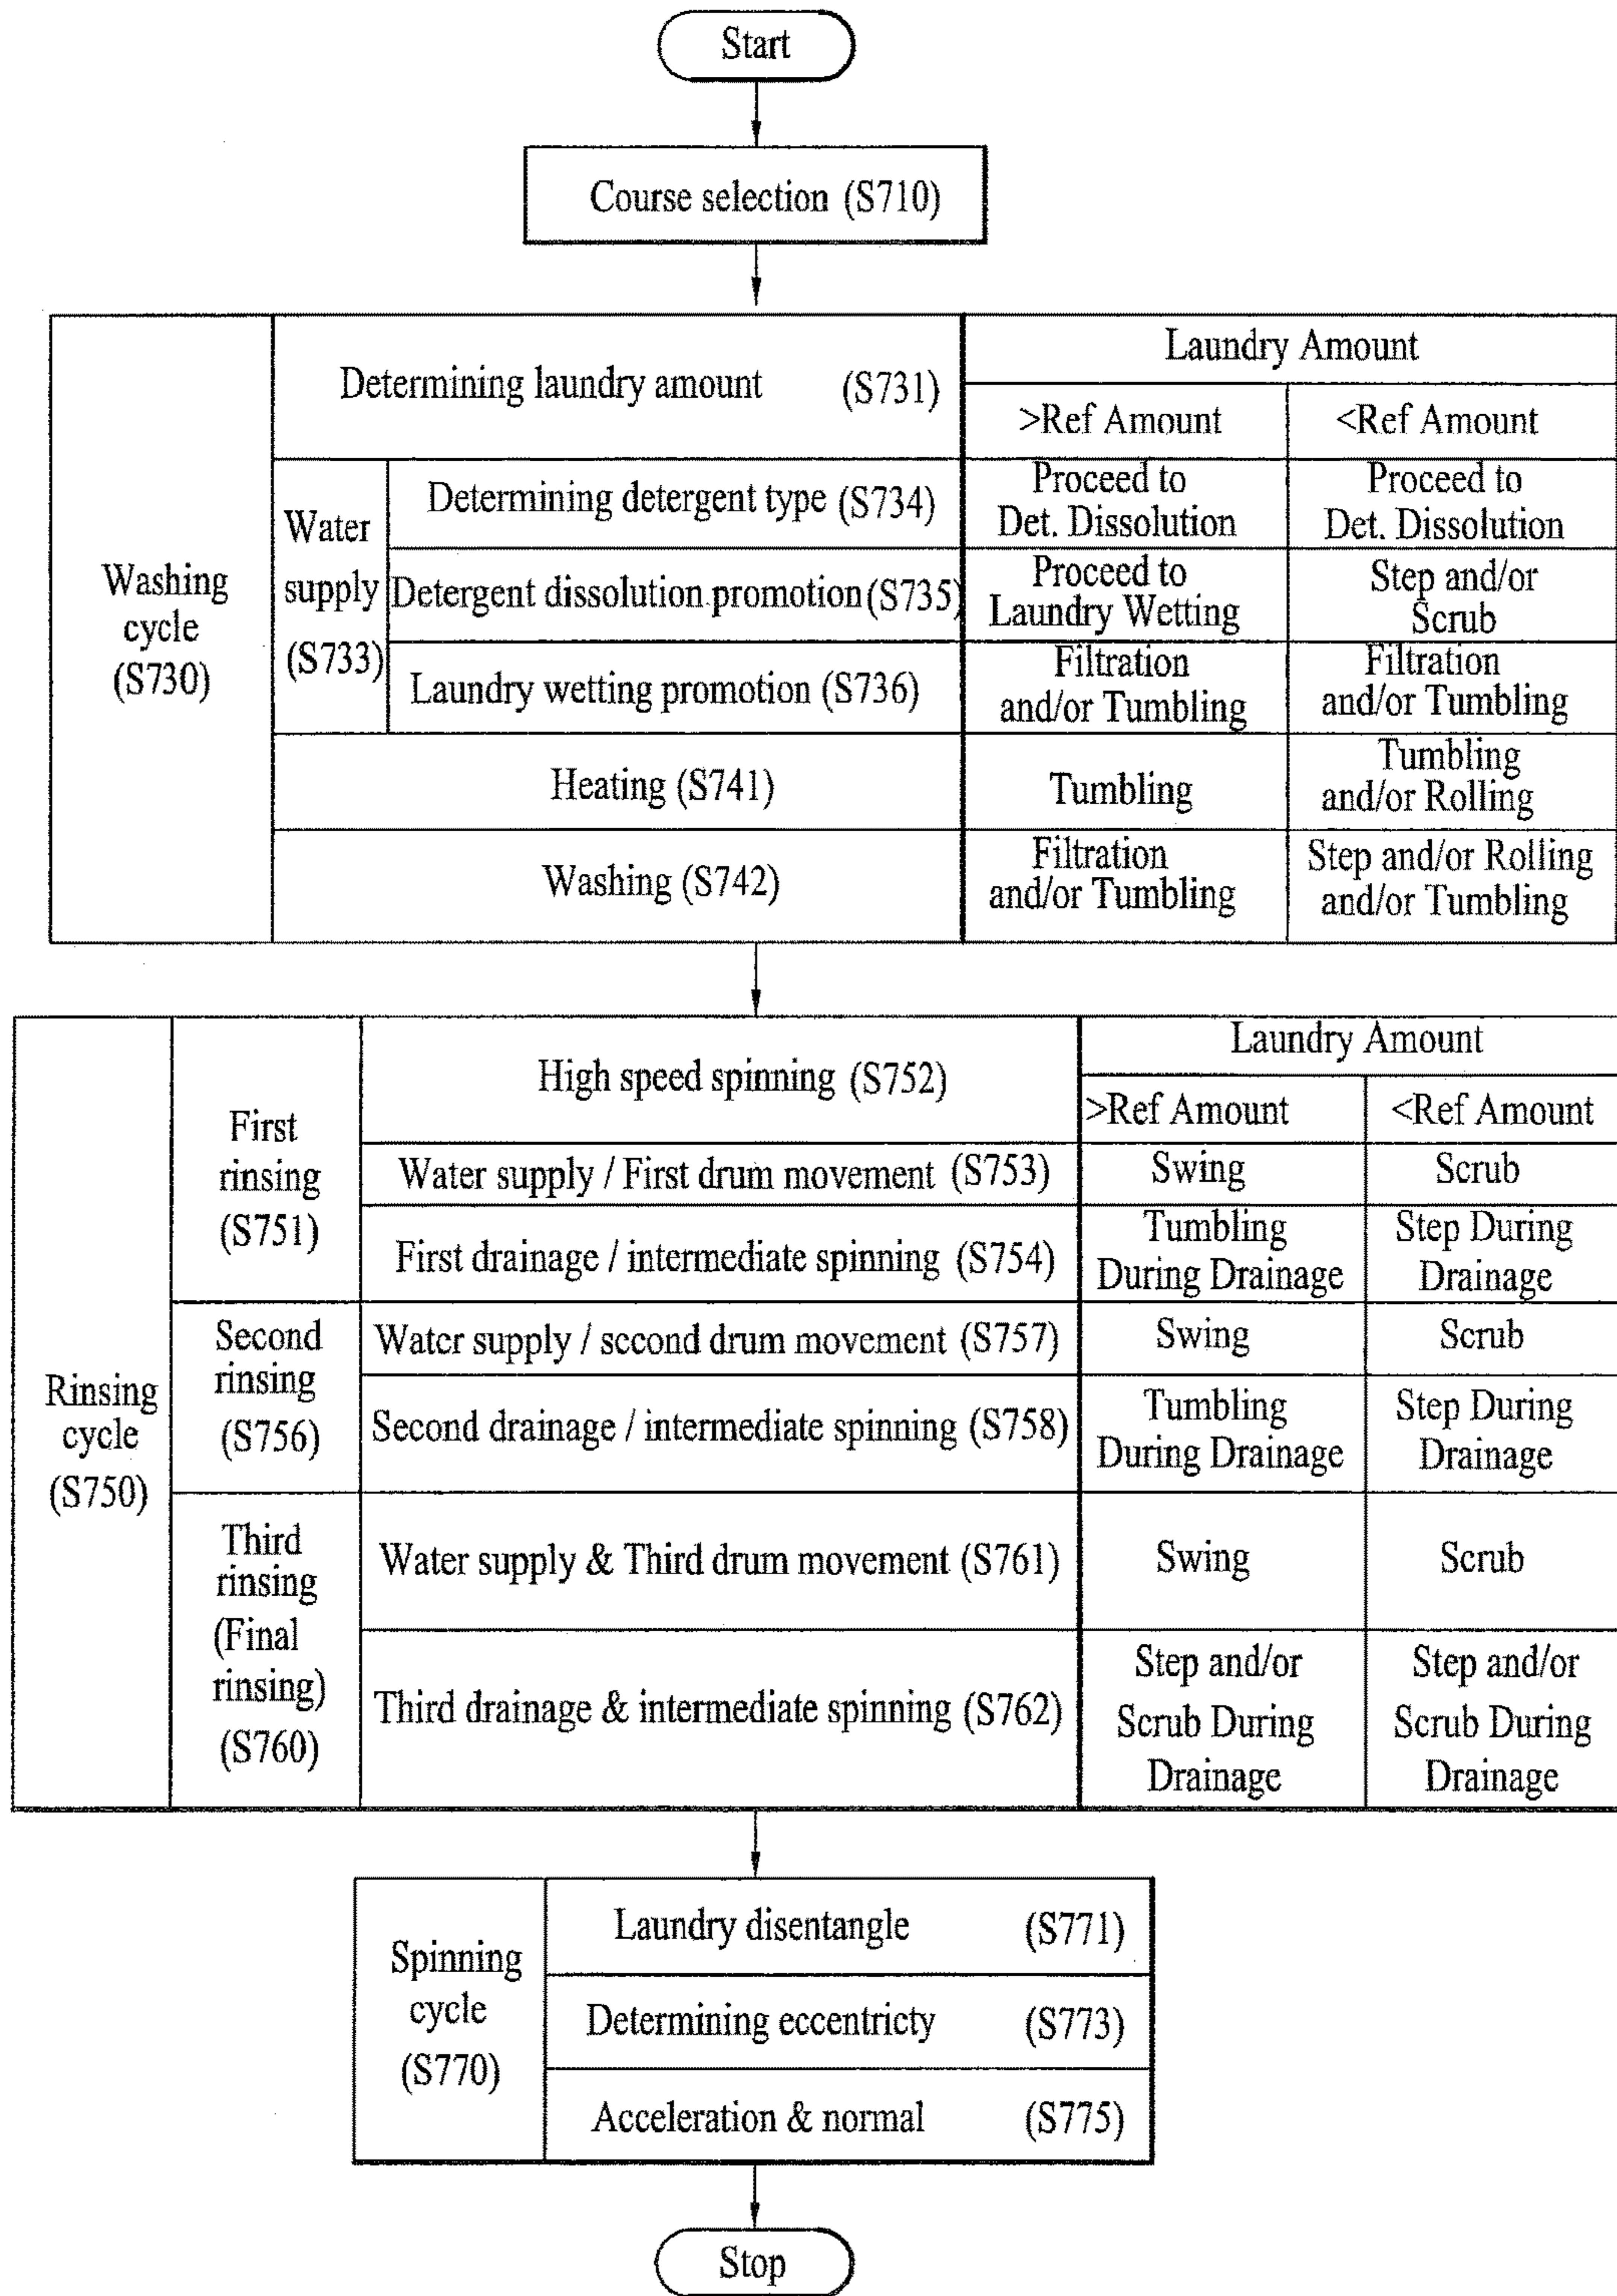 Start
Course selection (S710)
Washing
cycle
(S730)
Determining laundry amount (S731)
Laundry Amount
>Ref Amount
<Ref Amount
Water
supply
(S733)
Determining detergent type (S734)
Proceed to
Det. Dissolution
Proceed to
Det. Dissolution
Detergent dissolution promotion (S735)
Proceed to
Laundry Wetting
Step and/or
Scrub
Laundry wetting promotion (S736)
Filtration
and/or Tumbling
Filtration
and/or Tumbling
Heating (S741)
Tumbling
Tumbling
and/or Rolling
Washing (S742)
Filtration
and/or Tumbling
Step and/or Rolling
and/or Tumbling
Rinsing
cycle
(S750)
First
rinsing
(S751)
High speed spinning (S752)
Laundry Amount
>Ref Amount
<Ref Amount
Water supply / First drum movement (S753)
Swing
Scrub
First drainage / intermediate spinning (S754)
Tumbling
During Drainage
Step During
Drainage
Second
rinsing
(S756)
Water supply / second drum movement (S757)
Swing
Scrub
Second drainage / intermediate spinning (S758)
Tumbling
During Drainage
Step During
Drainage
Third
rinsing
(Final
rinsing)
(S760)
Water supply & Third drum movement (S761)
Swing
Scrub
Third drainage & intermediate spinning (S762)
Step and/or
Scrub During
Drainage
Step and/or
Scrub During
Drainage
Spinning
cycle
(S770)
Laundry disentangle (S771)
Determining eccentricty (S773)
Acceleration & normal (S775)
Stop